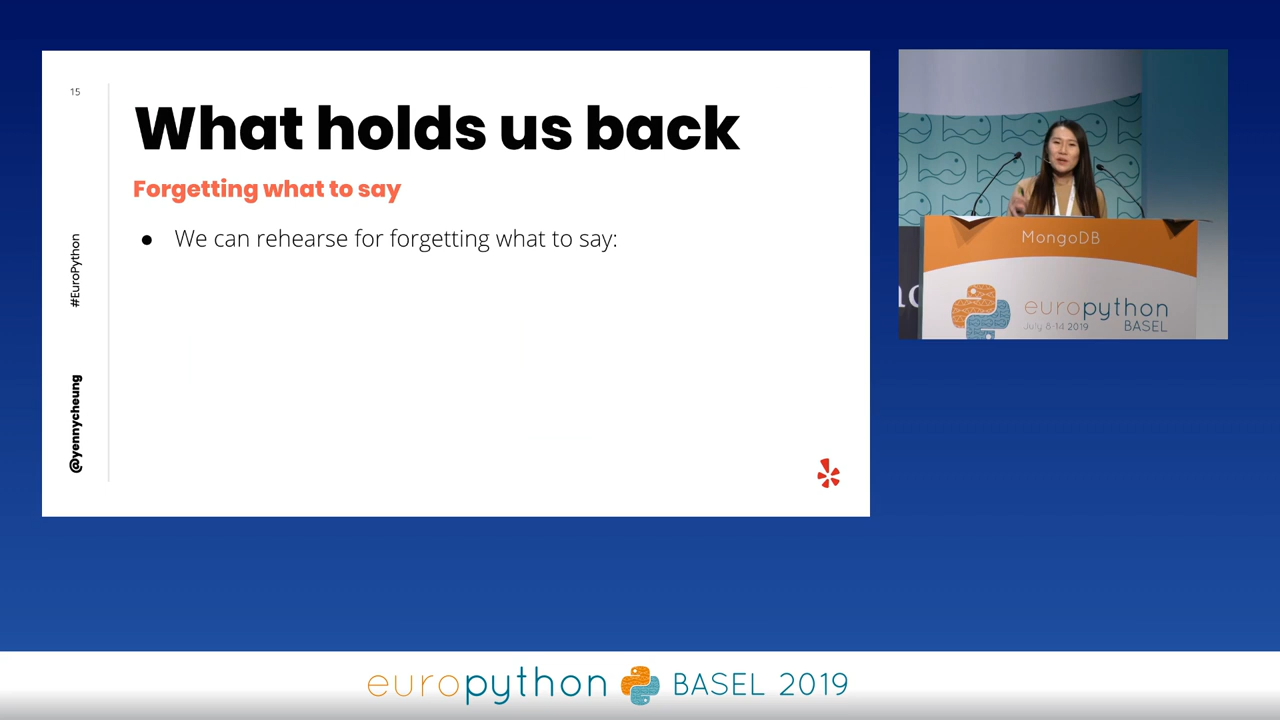 15
What holds us back
Forgetting what to say
● We can rehearse for forgetting what to say:
#EuroPython
@yennycheung
MongoDB
europython
July 8-14 2019 BASEL
europython BASEL 2019